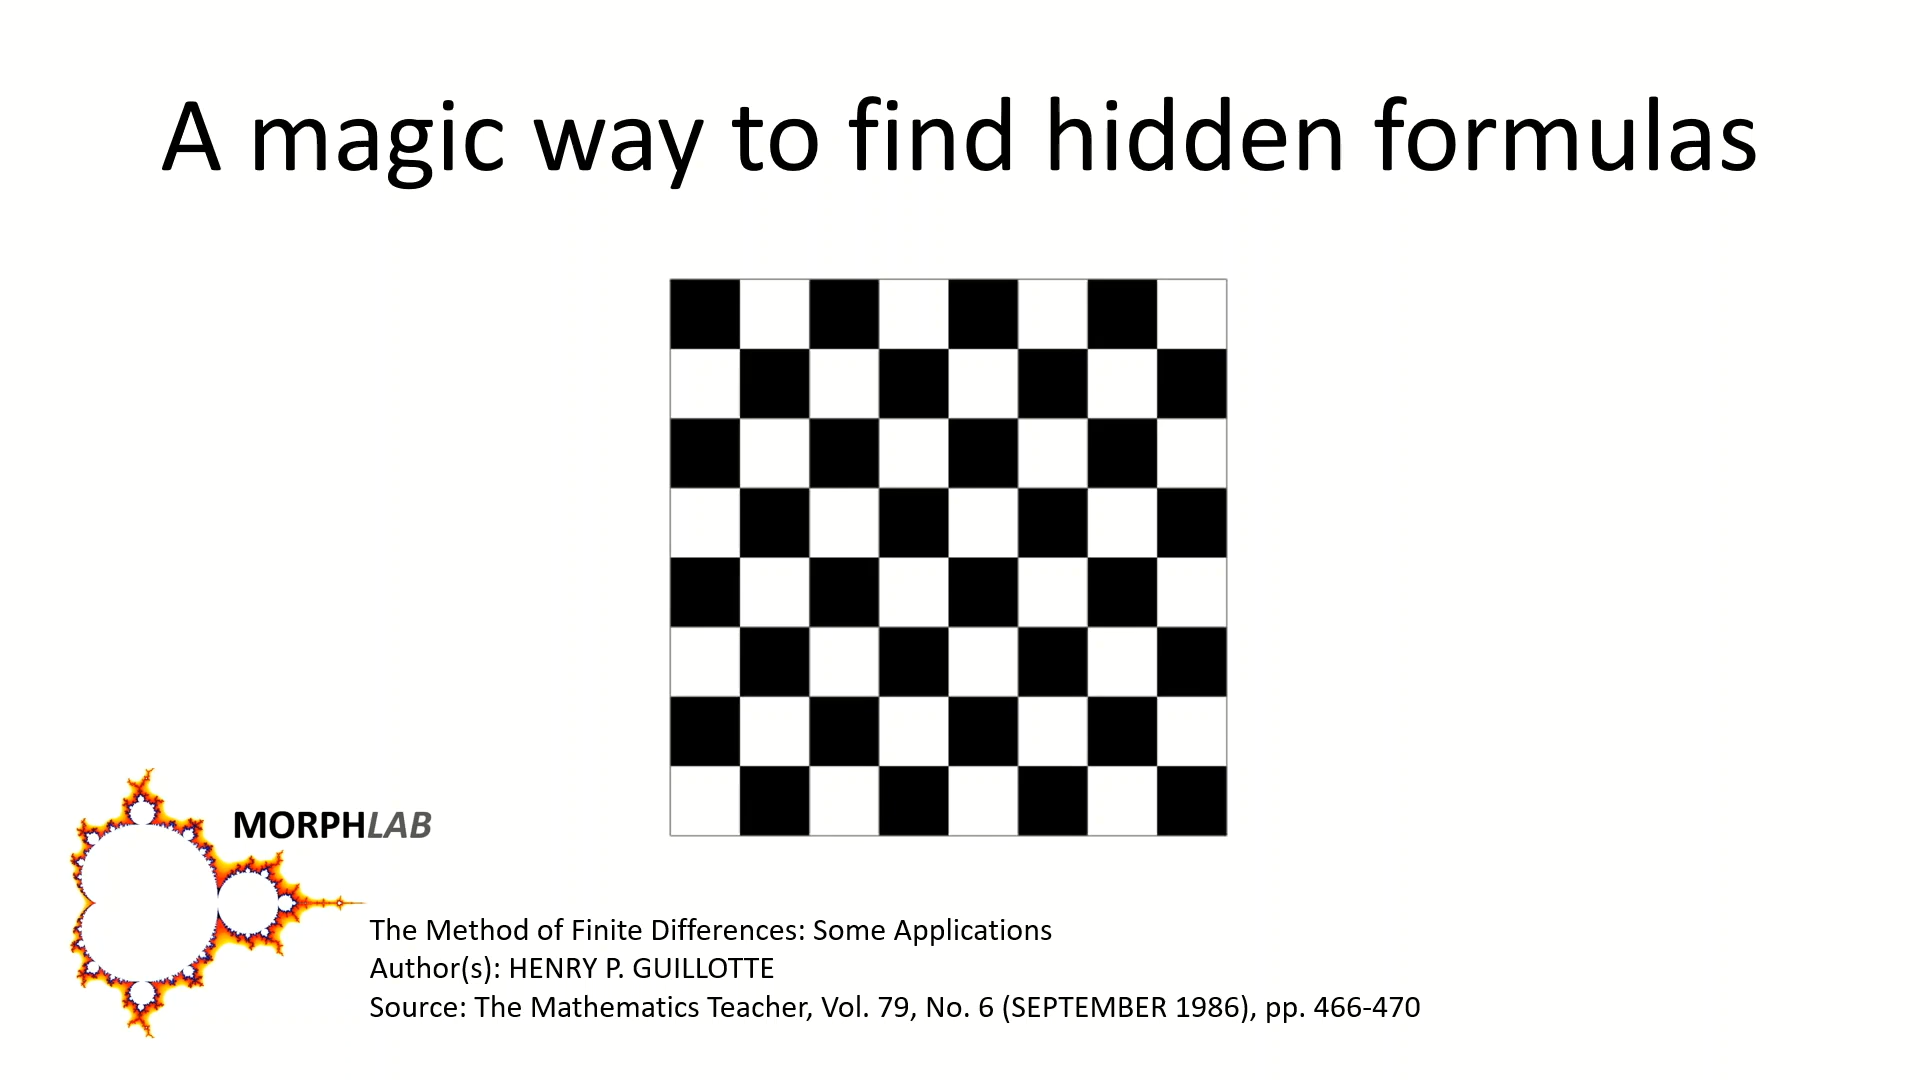 A magic way to find hidden formulas
MORPHLAB
The Method of Finite Differences: Some Applications
Author(s): HENRY P. GUILLOTTE
Source: The Mathematics Teacher, Vol. 79, No. 6 (SEPTEMBER 1986), pp. 466-470